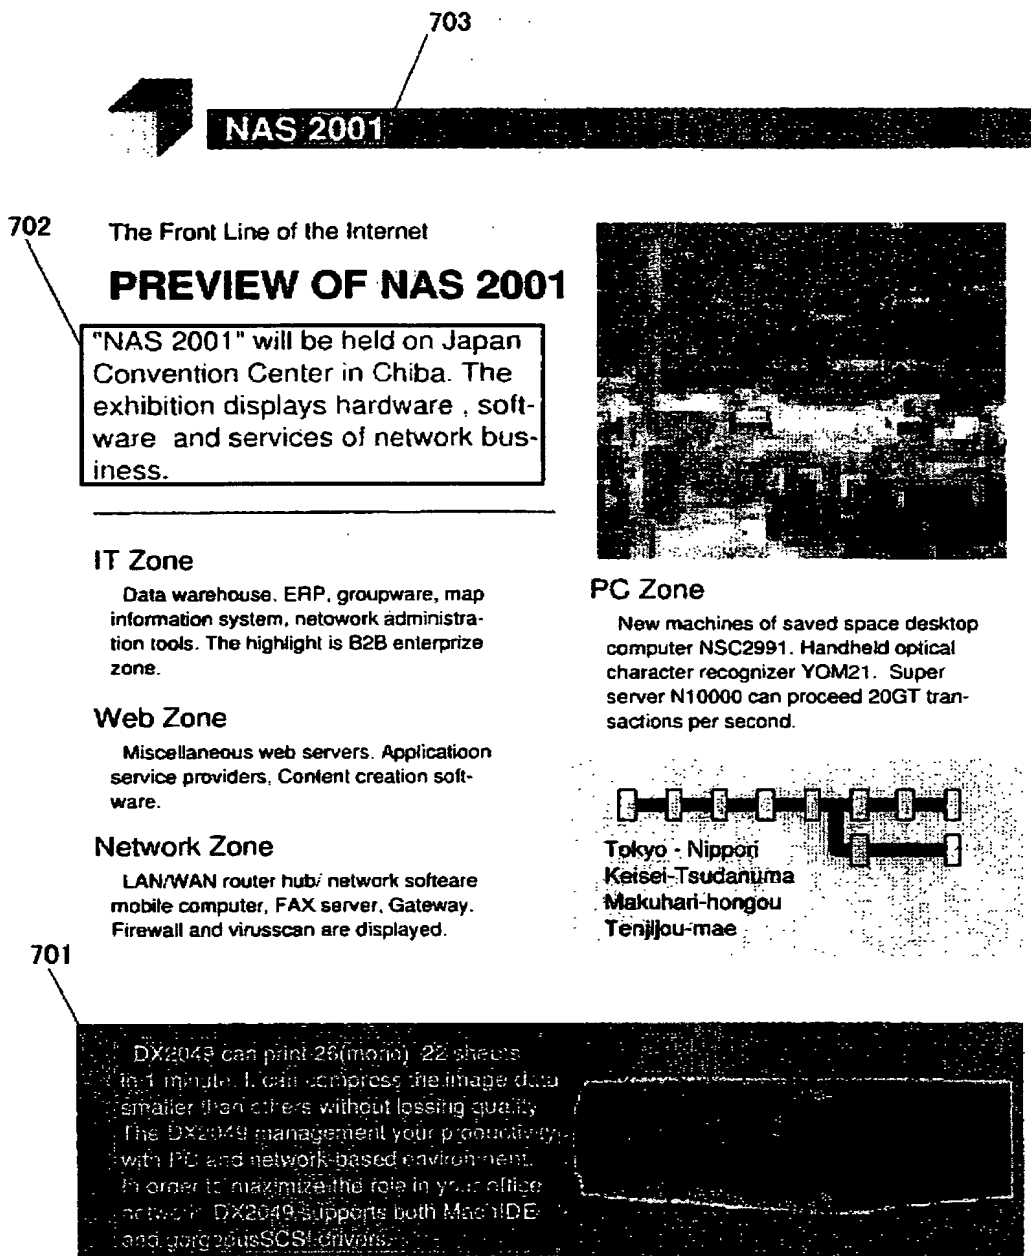 703
NAS 2001
702
The Front Line of the Internet
PREVIEW OF NAS 2001
"NAS 2001" will be held on Japan
Convention Center in Chiba. The
exhibition displays hardware , soft-
ware and services of network bus-
iness.
IT Zone
Data warehouse, ERP, groupware, map
information system, netowork administra-
tion tools. The highlight is B2B enterprize
zone.
Web Zone
Miscellaneous web servers. Applicatioon
service providers, Content creation soft-
ware.
Network Zone
LAN/WAN router hub/ network softeare
mobile computer, FAX server, Gateway.
Firewall and virusscan are displayed.
PC Zone
New machines of saved space desktop
computer NSC2991. Handheld optical
character recognizer YOM21. Super
server N10000 can proceed 20GT tran-
sactions per second.
Tokyo - Nippori
Keisei-Tsudanuma
Makuhari-hongou
Tenjijou-mae
701
DX2049 can print 26(mono) 22 sheets
in 1 minute. I can compress the image data
smaller than others without lossing quality
The DX2049 management your productivity
with PC and network-based environment.
In order to maximize the role in your office
network DX2049 supports both Mac IDE
and gorgeous SCSI drivers.